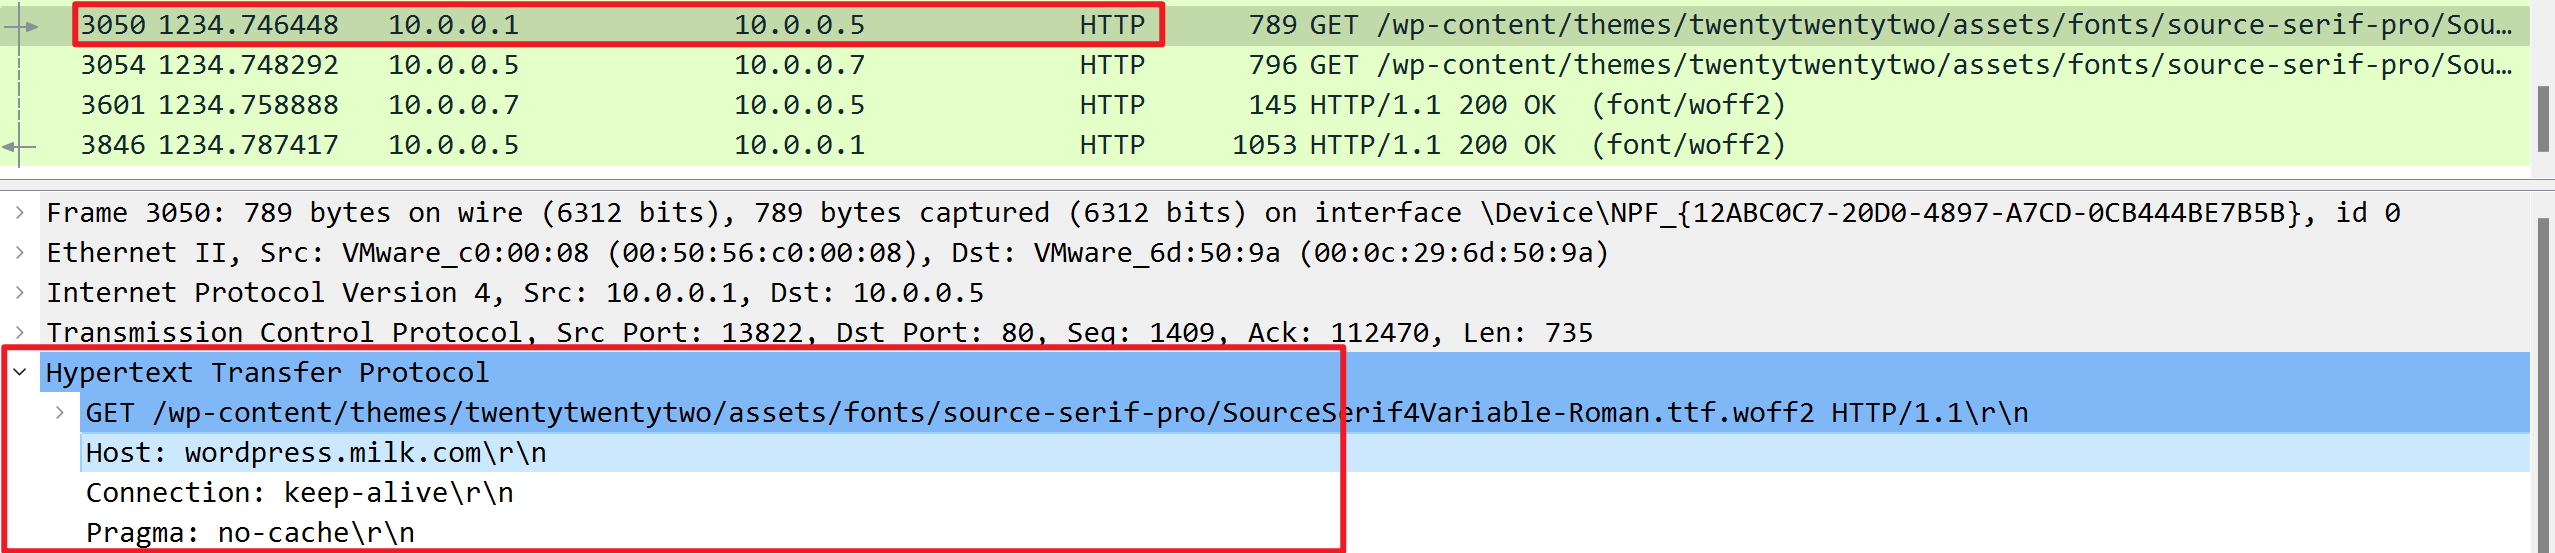 3050 1234.746448 10.0.0.1 10.0.0.5 HTTP 789 GET /wp-content/themes/twentytwentytwo/assets/fonts/source-serif-pro/Sou…
3054 1234.748292 10.0.0.5 10.0.0.7 HTTP 796 GET /wp-content/themes/twentytwentytwo/assets/fonts/source-serif-pro/Sou…
3601 1234.758888 10.0.0.7 10.0.0.5 HTTP 145 HTTP/1.1 200 OK (font/woff2)
3846 1234.787417 10.0.0.5 10.0.0.1 HTTP 1053 HTTP/1.1 200 OK (font/woff2)
Frame 3050: 789 bytes on wire (6312 bits), 789 bytes captured (6312 bits) on interface \Device\NPF_{12ABC0C7-20D0-4897-A7CD-0CB444BE7B5B}, id 0
Ethernet II, Src: VMware_c0:00:08 (00:50:56:c0:00:08), Dst: VMware_6d:50:9a (00:0c:29:6d:50:9a)
Internet Protocol Version 4, Src: 10.0.0.1, Dst: 10.0.0.5
Transmission Control Protocol, Src Port: 13822, Dst Port: 80, Seq: 1409, Ack: 112470, Len: 735
Hypertext Transfer Protocol
GET /wp-content/themes/twentytwentytwo/assets/fonts/source-serif-pro/SourceSerif4Variable-Roman.ttf.woff2 HTTP/1.1\r\n
Host: wordpress.milk.com\r\n
Connection: keep-alive\r\n
Pragma: no-cache\r\n